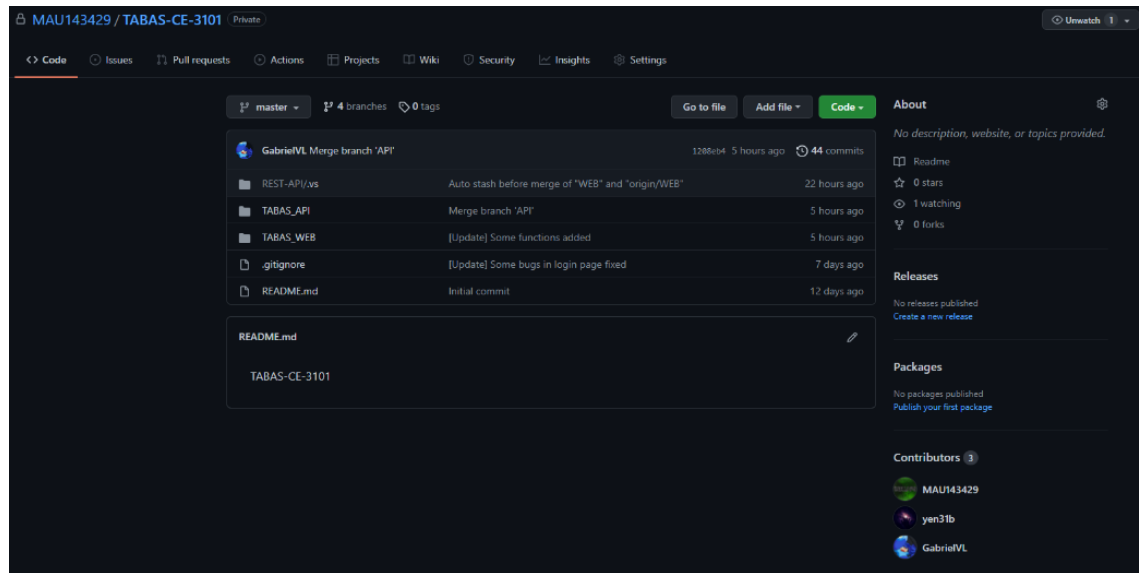 MAU143429 / TABAS-CE-3101 Private
Unwatch 1
<> Code Issues Pull requests Actions Projects Wiki Security Insights Settings
master 4 branches 0 tags Go to file Add file Code
GabrielVL Merge branch 'API' 1208eb4 5 hours ago 44 commits
REST-API/.vs Auto stash before merge of "WEB" and "origin/WEB" 22 hours ago
TABAS_API Merge branch 'API' 5 hours ago
TABAS_WEB [Update] Some functions added 5 hours ago
.gitignore [Update] Some bugs in login page fixed 7 days ago
README.md Initial commit 12 days ago
README.md
TABAS-CE-3101
About
No description, website, or topics provided.
Readme
0 stars
1 watching
0 forks
Releases
No releases published
Create a new release
Packages
No packages published
Publish your first package
Contributors 3
MAU143429
yen31b
GabrielVL